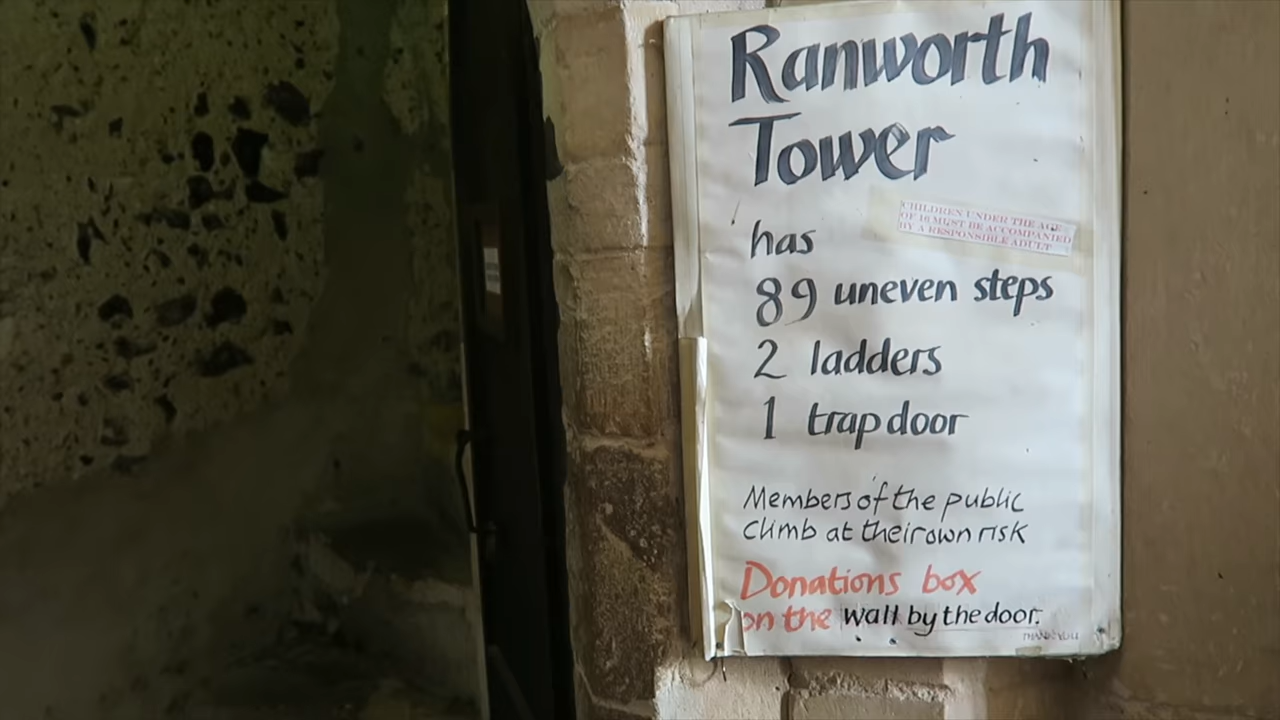 Ranworth
Tower
CHILDREN UNDER THE AGE
OF 16 MUST BE ACCOMPANIED
BY A RESPONSIBLE ADULT
has
89 uneven steps
2 ladders
1 trapdoor
Members of the public
climb at their own risk
Donations box
on the wall by the door.
THANK YOU